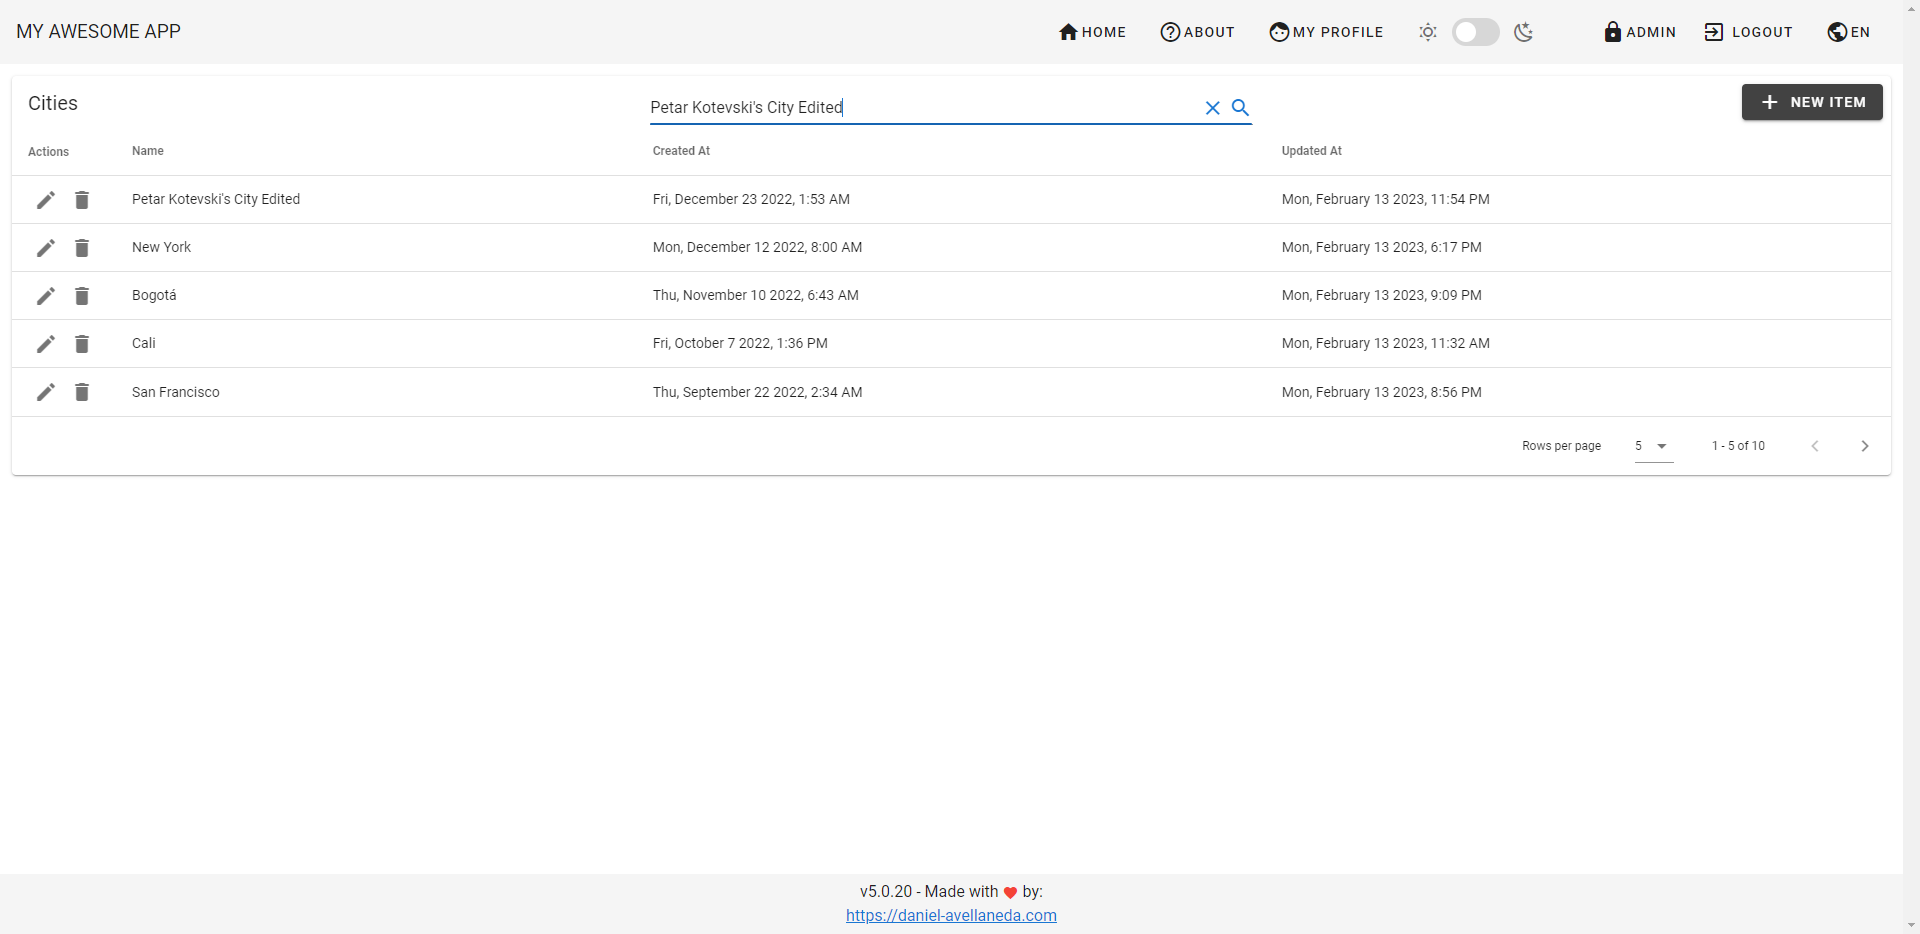 MY AWESOME APP HOME ABOUT MY PROFILE ADMIN LOGOUT EN
Cities Petar Kotevski's City Edited NEW ITEM
Actions Name Created At Updated At
Petar Kotevski's City Edited Fri, December 23 2022, 1:53 AM Mon, February 13 2023, 11:54 PM
New York Mon, December 12 2022, 8:00 AM Mon, February 13 2023, 6:17 PM
Bogotá Thu, November 10 2022, 6:43 AM Mon, February 13 2023, 9:09 PM
Cali Fri, October 7 2022, 1:36 PM Mon, February 13 2023, 11:32 AM
San Francisco Thu, September 22 2022, 2:34 AM Mon, February 13 2023, 8:56 PM
Rows per page 5 1 - 5 of 10
v5.0.20 - Made with ❤ by:
https://daniel-avellaneda.com